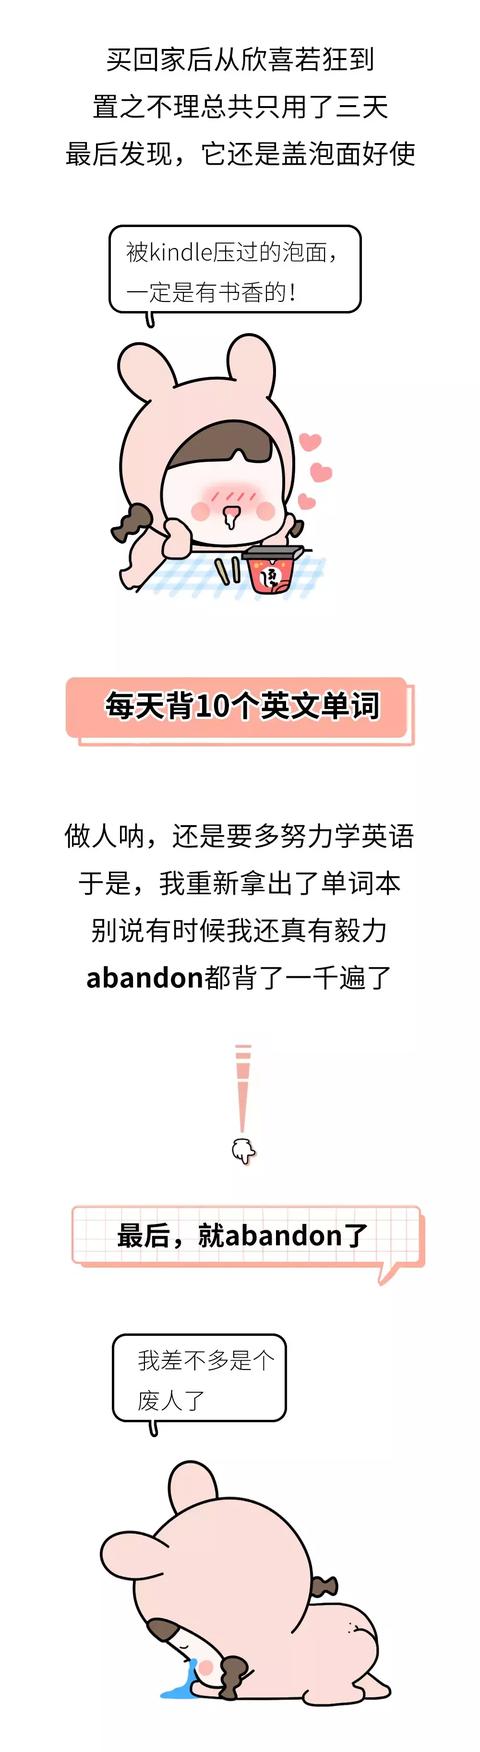 买回家后从欣喜若狂到
置之不理总共只用了三天
最后发现，它还是盖泡面好使
被kindle压过的泡面，
一定是有书香的！
每天背10个英文单词
做人呐，还是要多努力学英语
于是，我重新拿出了单词本
别说有时候我还真有毅力
abandon都背了一千遍了
最后，就abandon了
我差不多是个
废人了